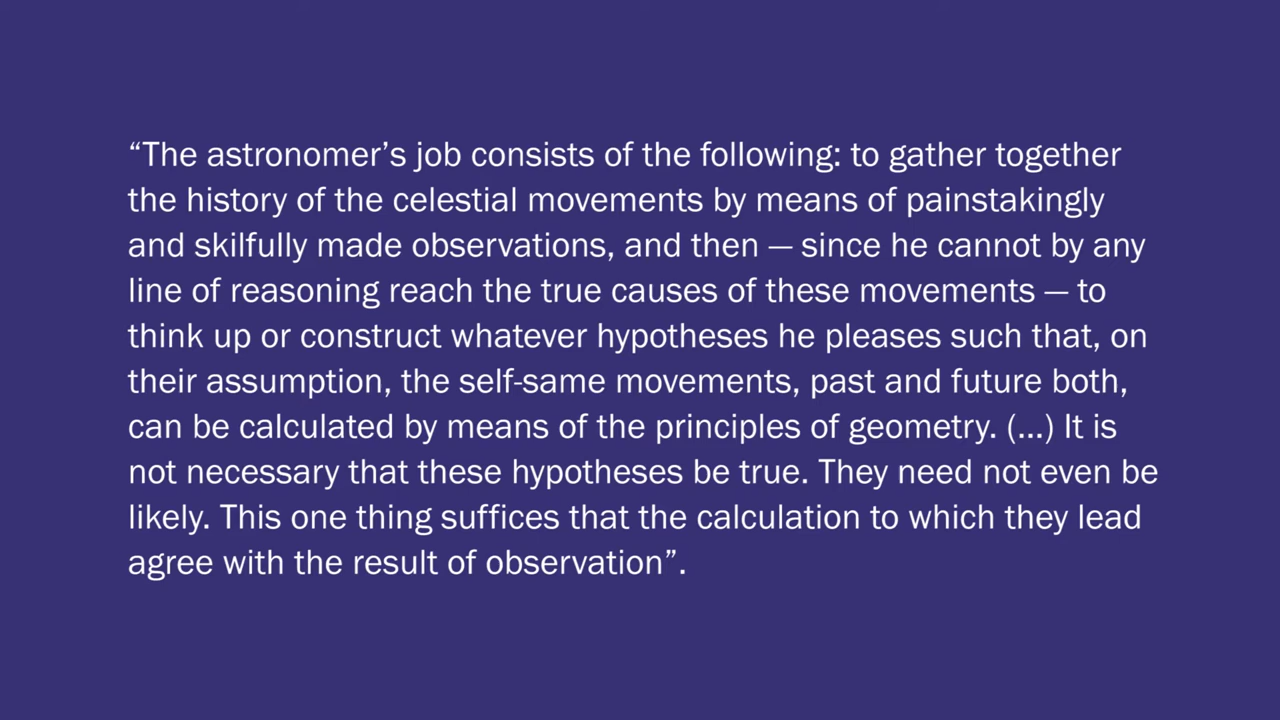 “The astronomer’s job consists of the following: to gather together
the history of the celestial movements by means of painstakingly
and skilfully made observations, and then — since he cannot by any
line of reasoning reach the true causes of these movements — to
think up or construct whatever hypotheses he pleases such that, on
their assumption, the self-same movements, past and future both,
can be calculated by means of the principles of geometry. (...) It is
not necessary that these hypotheses be true. They need not even be
likely. This one thing suffices that the calculation to which they lead
agree with the result of observation”.